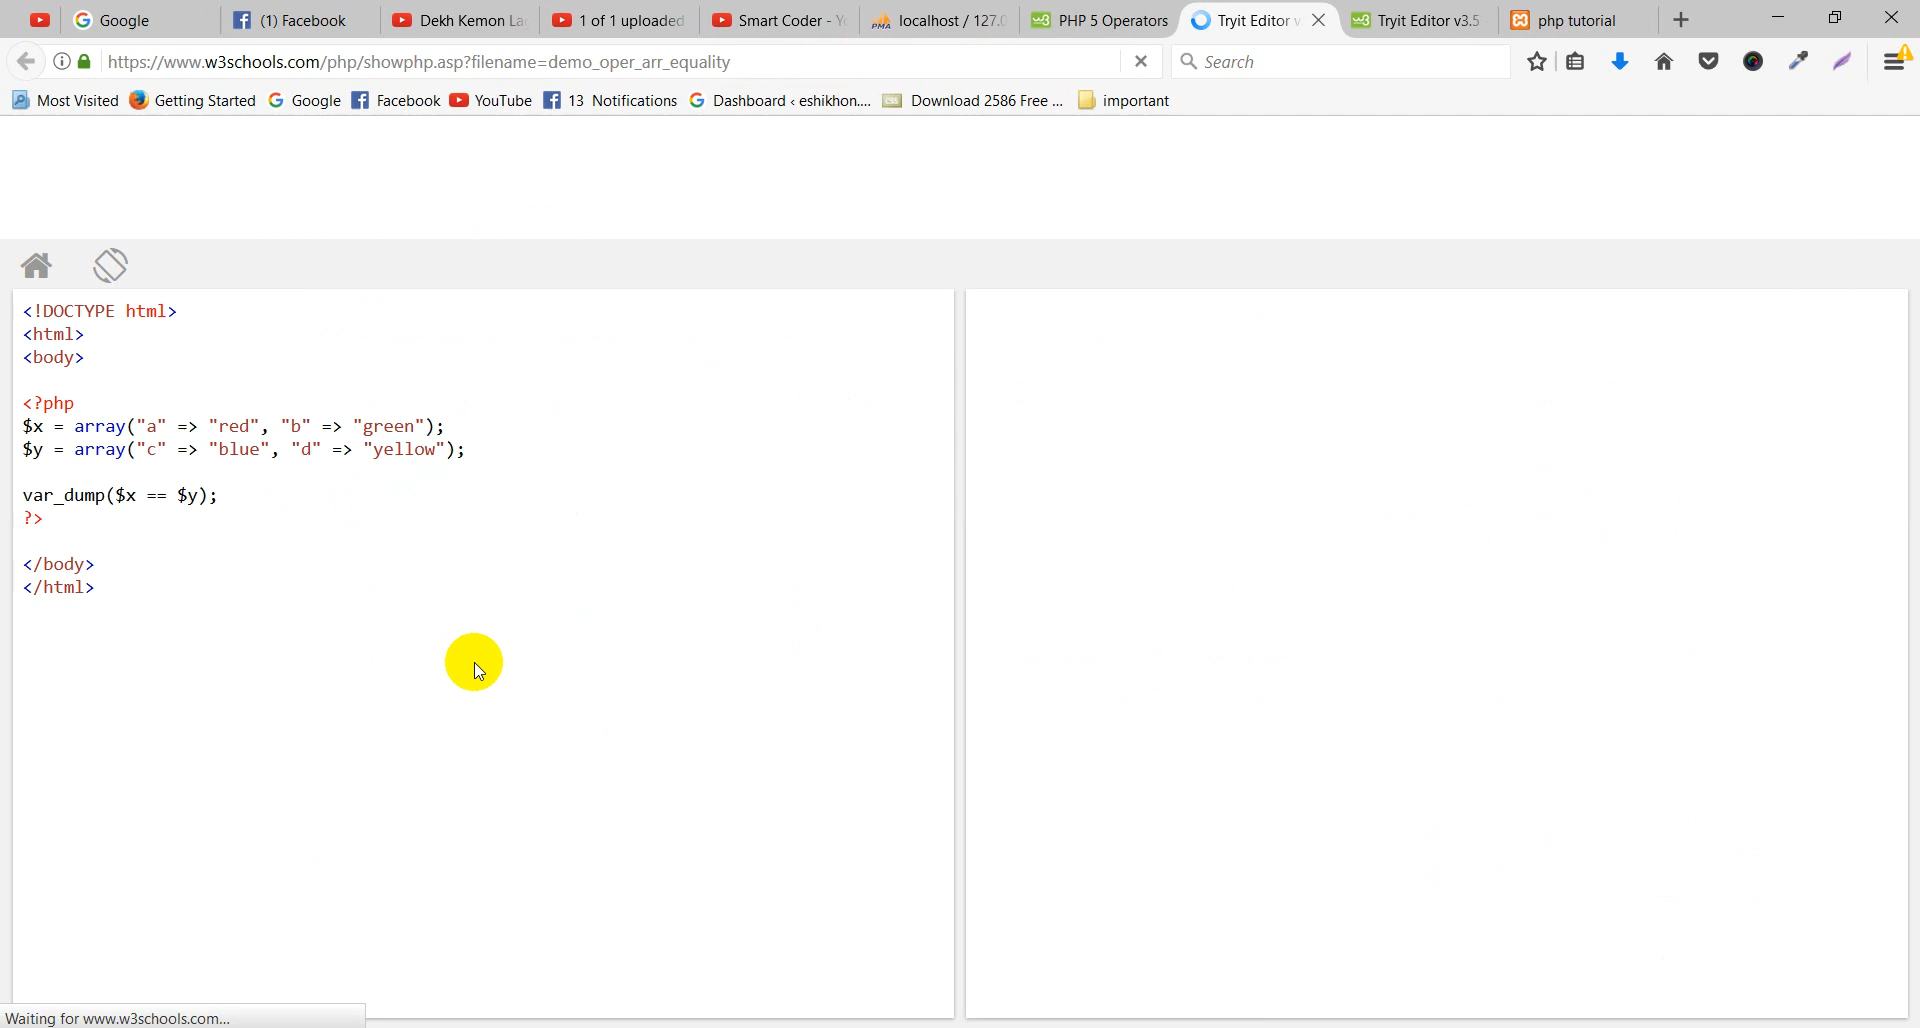 Google
(1) Facebook
Dekh Kemon La
1 of 1 uploaded
Smart Coder - Yo
PMA
localhost / 127.0
PHP 5 Operators
Tryit Editor v
Tryit Editor v3.5
php tutorial
https://www.w3schools.com/php/showphp.asp?filename=demo_oper_arr_equality
Search
Most Visited
Getting Started
Google
Facebook
YouTube
13 Notifications
Dashboard ‹ eshikhon....
Download 2586 Free ...
important
<!DOCTYPE html>
<html>
<body>
<?php
$x = array("a" => "red", "b" => "green");
$y = array("c" => "blue", "d" => "yellow");
var_dump($x == $y);
?>
</body>
</html>
Waiting for www.w3schools.com...